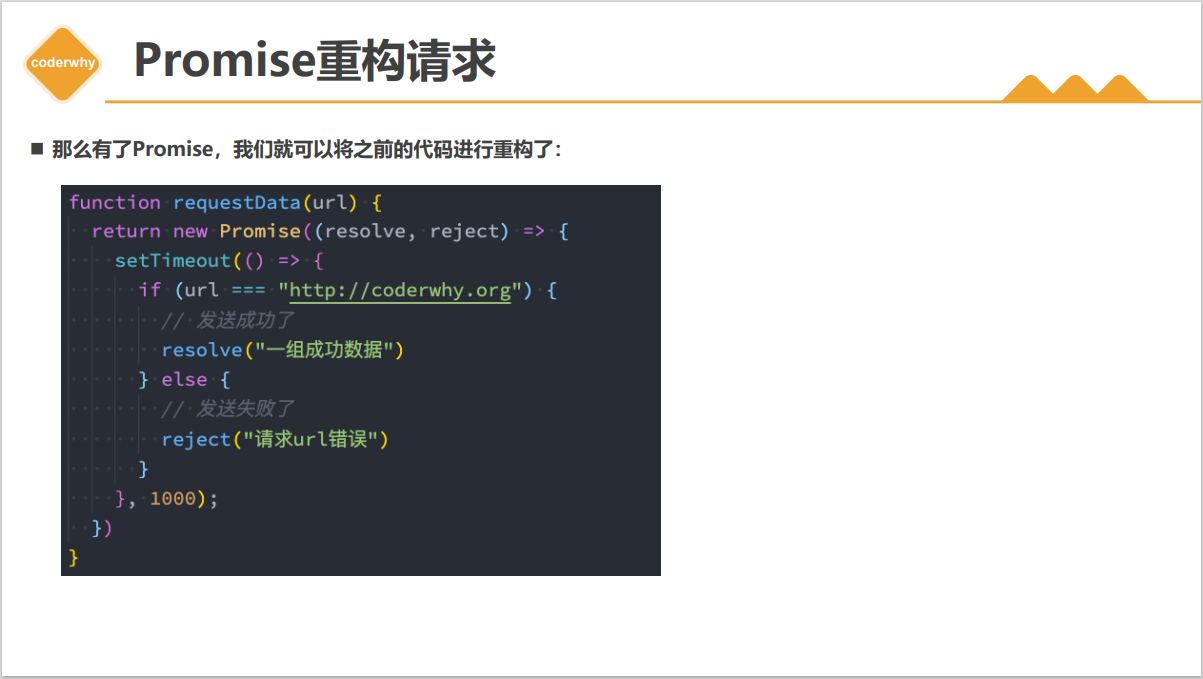 coderwhy
Promise重构请求
那么有了Promise，我们就可以将之前的代码进行重构了：
function requestData(url) {
  return new Promise((resolve, reject) => {
    setTimeout(() => {
      if (url === "http://coderwhy.org") {
        // 发送成功了
        resolve("一组成功数据")
      } else {
        // 发送失败了
        reject("请求url错误")
      }
    }, 1000);
  })
}